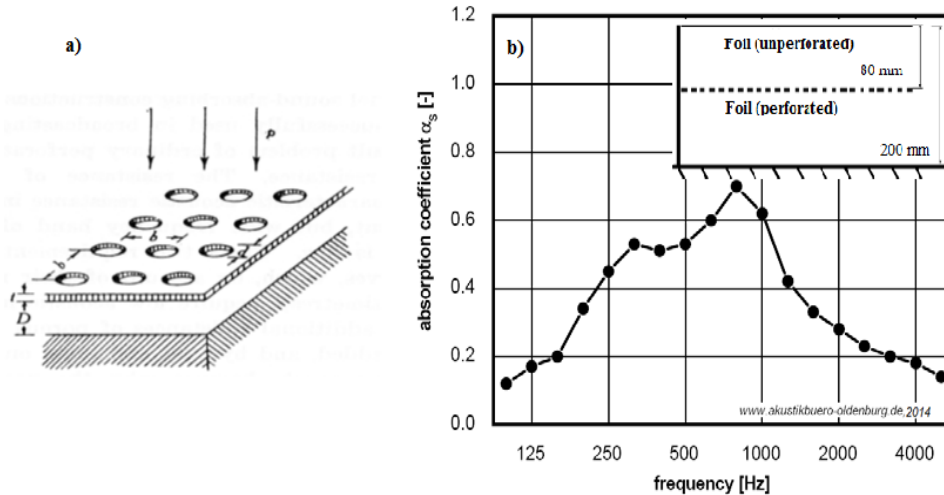 a)
p
b
b
d
t
D
b)
absorption coefficient αs [-]
1.2
1.0
0.8
0.6
0.4
0.2
0.0
Foil (unperforated)
80 mm
Foil (perforated)
200 mm
www.akustikbuero-oldenburg.de, 2014
125 250 500 1000 2000 4000
frequency [Hz]